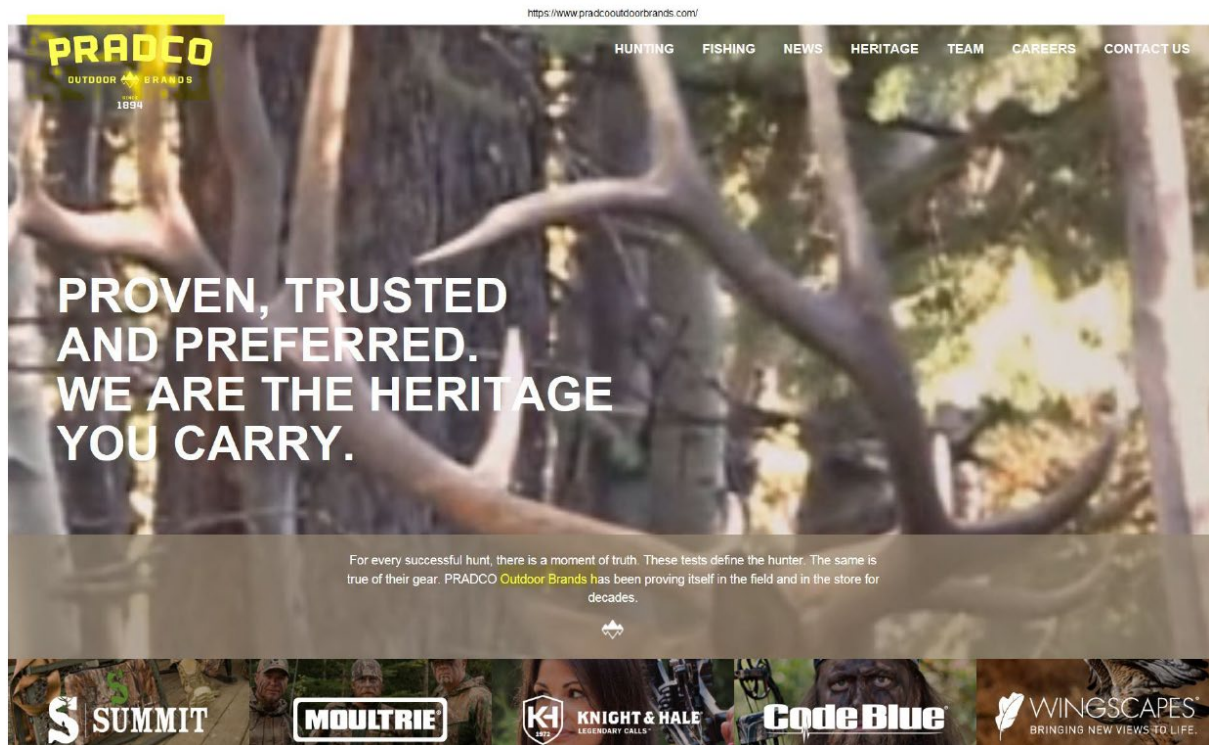 https://www.pradcooutdoorbrands.com/
PRADCO
OUTDOOR BRANDS
SINCE
1894
HUNTING FISHING NEWS HERITAGE TEAM CAREERS CONTACT US
PROVEN, TRUSTED
AND PREFERRED.
WE ARE THE HERITAGE
YOU CARRY.
For every successful hunt, there is a moment of truth. These tests define the hunter. The same is
true of their gear. PRADCO Outdoor Brands has been proving itself in the field and in the store for
decades.
S SUMMIT
MOULTRIE
KH 1972 KNIGHT & HALE
LEGENDARY CALLS
Code Blue
WINGSCAPES
BRINGING NEW VIEWS TO LIFE.